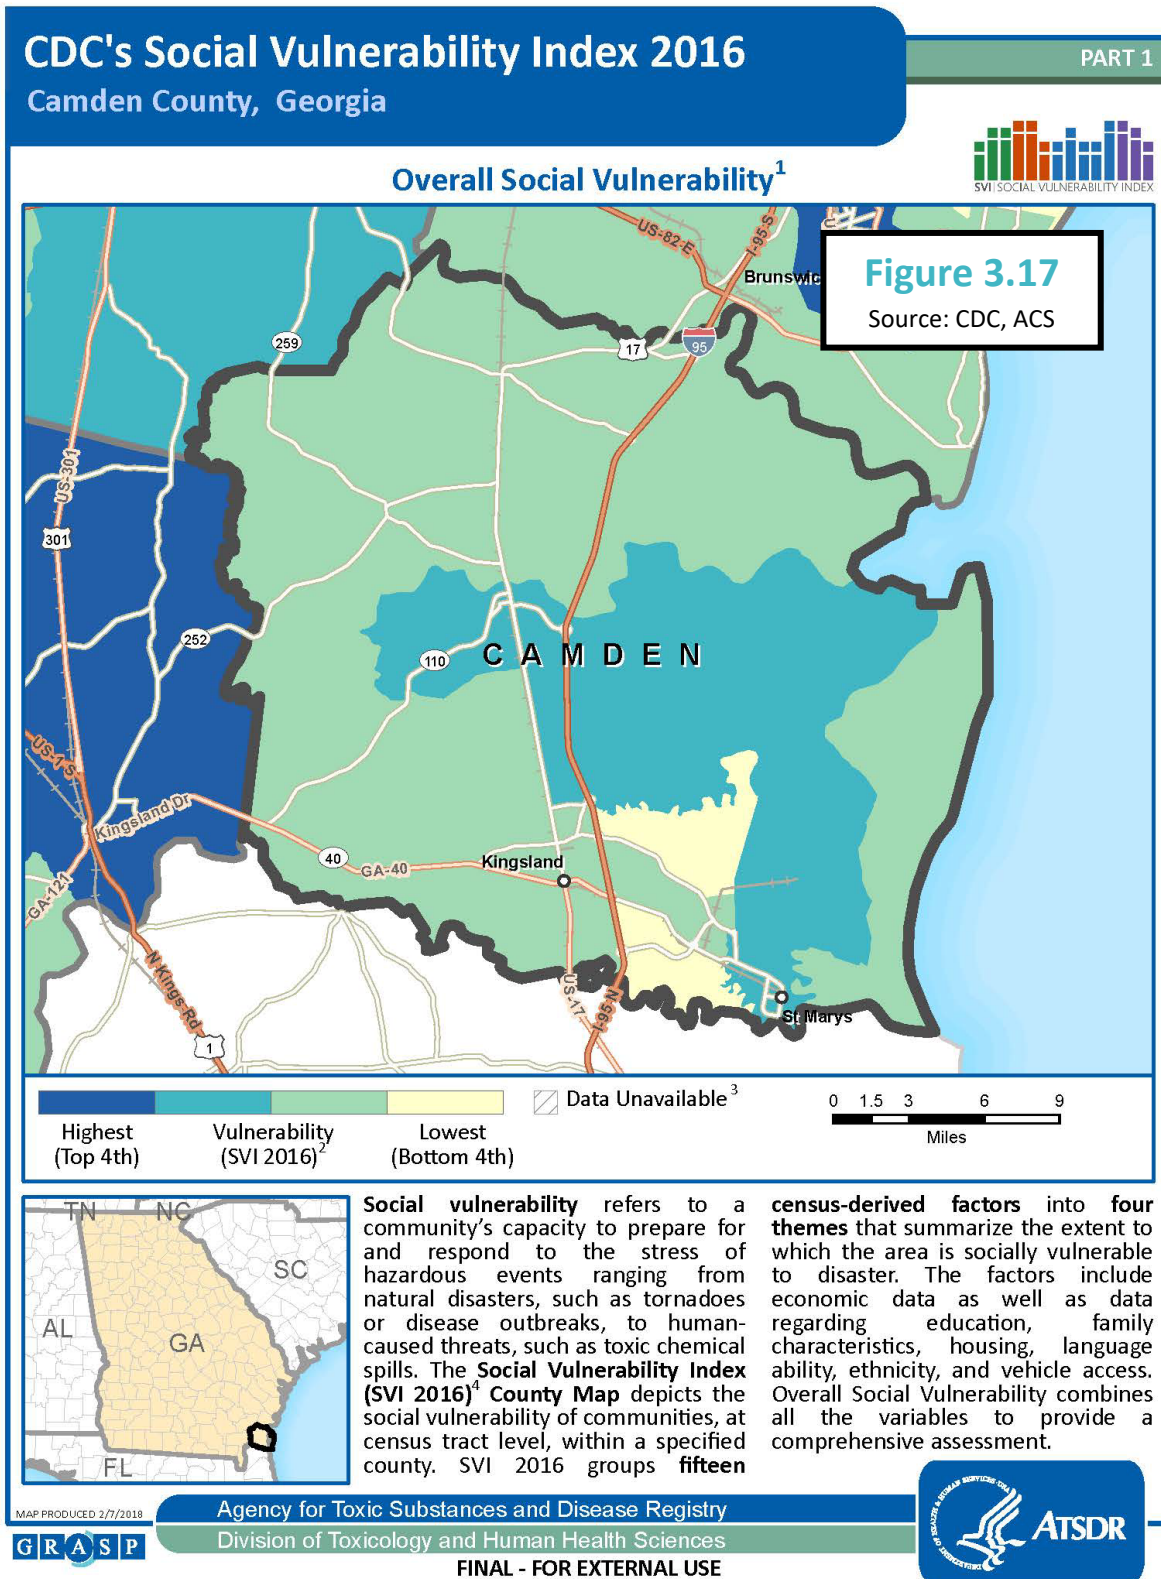 CDC's Social Vulnerability Index 2016
Camden County, Georgia
PART 1
SVI SOCIAL VULNERABILITY INDEX
Overall Social Vulnerability1
Figure 3.17
Source: CDC, ACS
US-82-E
I-95-S
Brunswic
259
17
95
US-301
301
252
110
CAMDEN
US-1-S
Kingsland Dr
40
GA-40
Kingsland
GA-121
N Kings Rd
1
US-17
I-95-N
St Marys
Highest
(Top 4th)
Vulnerability
(SVI 2016)2
Lowest
(Bottom 4th)
Data Unavailable3
0 1.5 3 6 9
Miles
TN
NC
SC
AL
GA
FL
Social vulnerability refers to a
community's capacity to prepare for
and respond to the stress of
hazardous events ranging from
natural disasters, such as tornadoes
or disease outbreaks, to human-
caused threats, such as toxic chemical
spills. The Social Vulnerability Index
(SVI 2016)4 County Map depicts the
social vulnerability of communities, at
census tract level, within a specified
county. SVI 2016 groups fifteen
census-derived factors into four
themes that summarize the extent to
which the area is socially vulnerable
to disaster. The factors include
economic data as well as data
regarding education, family
characteristics, housing, language
ability, ethnicity, and vehicle access.
Overall Social Vulnerability combines
all the variables to provide a
comprehensive assessment.
MAP PRODUCED 2/7/2018
GRASP
Agency for Toxic Substances and Disease Registry
Division of Toxicology and Human Health Sciences
FINAL - FOR EXTERNAL USE
DEPARTMENT OF HEALTH & HUMAN SERVICES·USA
ATSDR